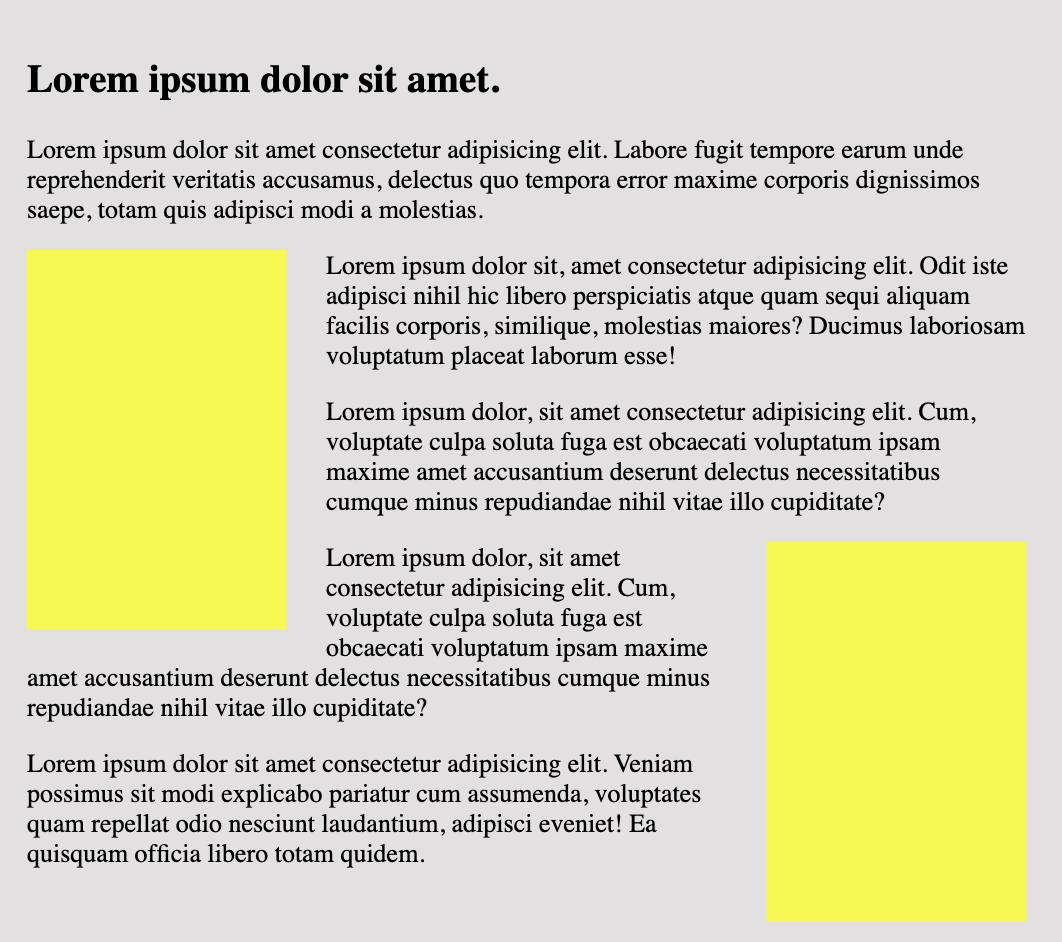 Lorem ipsum dolor sit amet.
Lorem ipsum dolor sit amet consectetur adipisicing elit. Labore fugit tempore earum unde
reprehenderit veritatis accusamus, delectus quo tempora error maxime corporis dignissimos
saepe, totam quis adipisci modi a molestias.
Lorem ipsum dolor sit, amet consectetur adipisicing elit. Odit iste
adipisci nihil hic libero perspiciatis atque quam sequi aliquam
facilis corporis, similique, molestias maiores? Ducimus laboriosam
voluptatum placeat laborum esse!
Lorem ipsum dolor, sit amet consectetur adipisicing elit. Cum,
voluptate culpa soluta fuga est obcaecati voluptatum ipsam
maxime amet accusantium deserunt delectus necessitatibus
cumque minus repudiandae nihil vitae illo cupiditate?
Lorem ipsum dolor, sit amet
consectetur adipisicing elit. Cum,
voluptate culpa soluta fuga est
obcaecati voluptatum ipsam maxime
amet accusantium deserunt delectus necessitatibus cumque minus
repudiandae nihil vitae illo cupiditate?
Lorem ipsum dolor sit amet consectetur adipisicing elit. Veniam
possimus sit modi explicabo pariatur cum assumenda, voluptates
quam repellat odio nesciunt laudantium, adipisci eveniet! Ea
quisquam officia libero totam quidem.